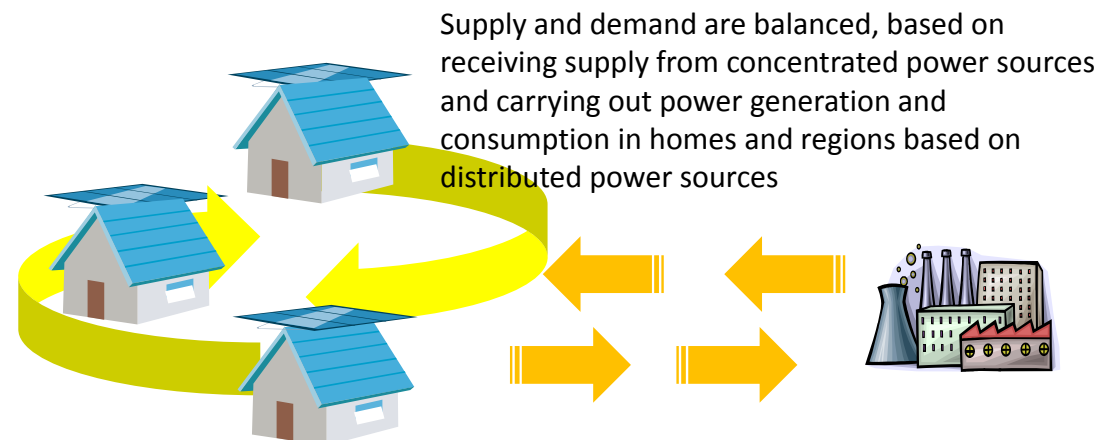 Supply and demand are balanced, based on
receiving supply from concentrated power sources
and carrying out power generation and
consumption in homes and regions based on
distributed power sources